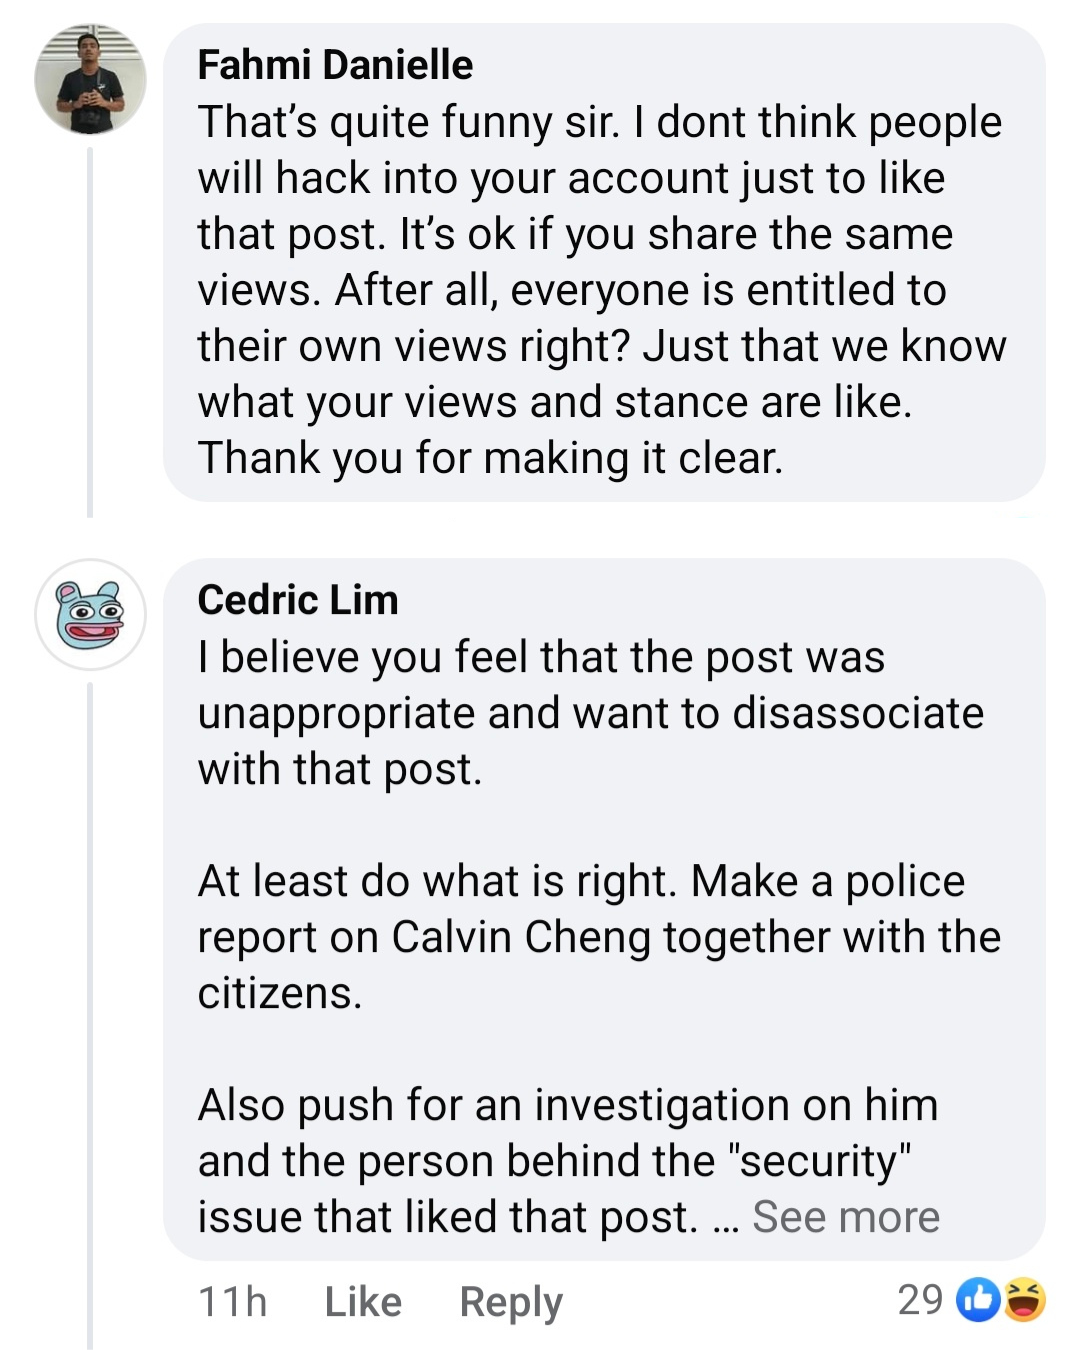 Fahmi Danielle
That’s quite funny sir. I dont think people
will hack into your account just to like
that post. It’s ok if you share the same
views. After all, everyone is entitled to
their own views right? Just that we know
what your views and stance are like.
Thank you for making it clear.
Cedric Lim
I believe you feel that the post was
unappropriate and want to disassociate
with that post.
At least do what is right. Make a police
report on Calvin Cheng together with the
citizens.
Also push for an investigation on him
and the person behind the "security"
issue that liked that post. ... See more
11h Like Reply 29